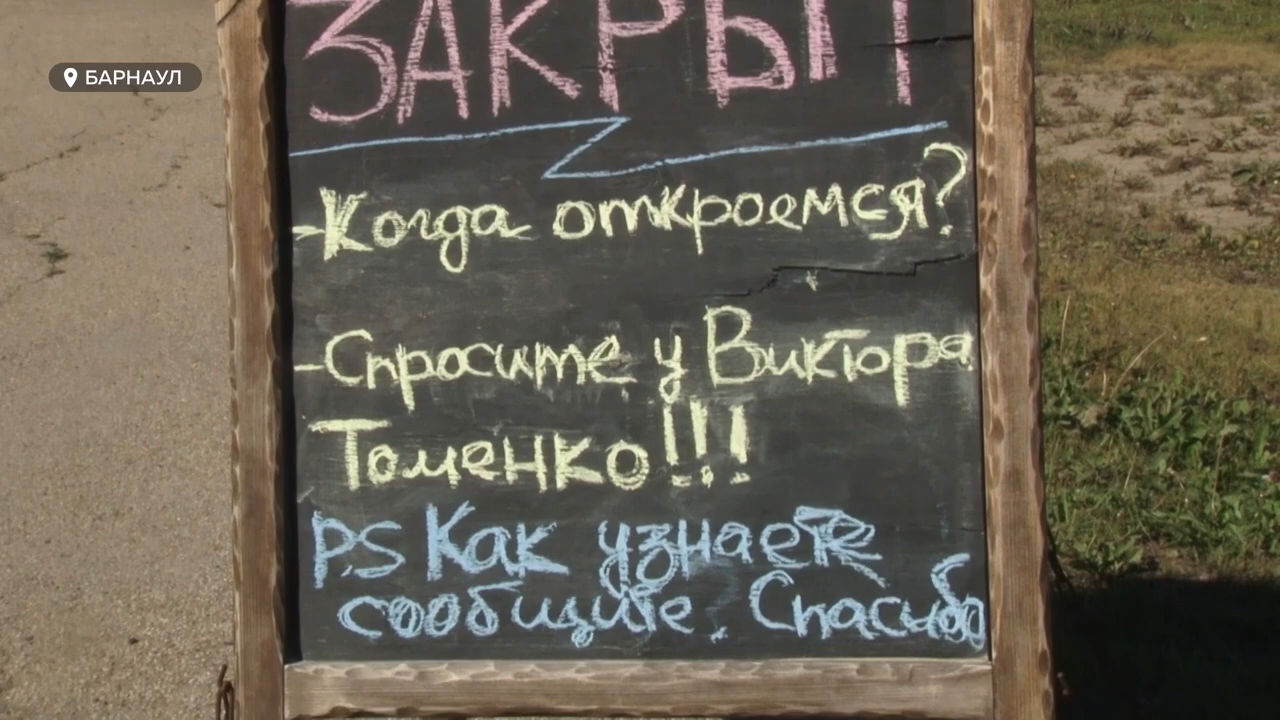 БАРНАУЛ
ЗАКРЫТ
-Когда откроемся?
-Спросите у Виктора
Томенко!!!
PS Как узнаете
сообщите. Спасибо